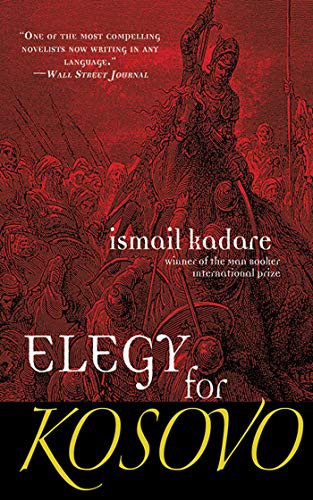 "One of the most compelling
novelists now writing in any
language."
—Wall Street Journal
ismail kadare
winner of the man booker
international prize
ELEGY
for
KOSOVO